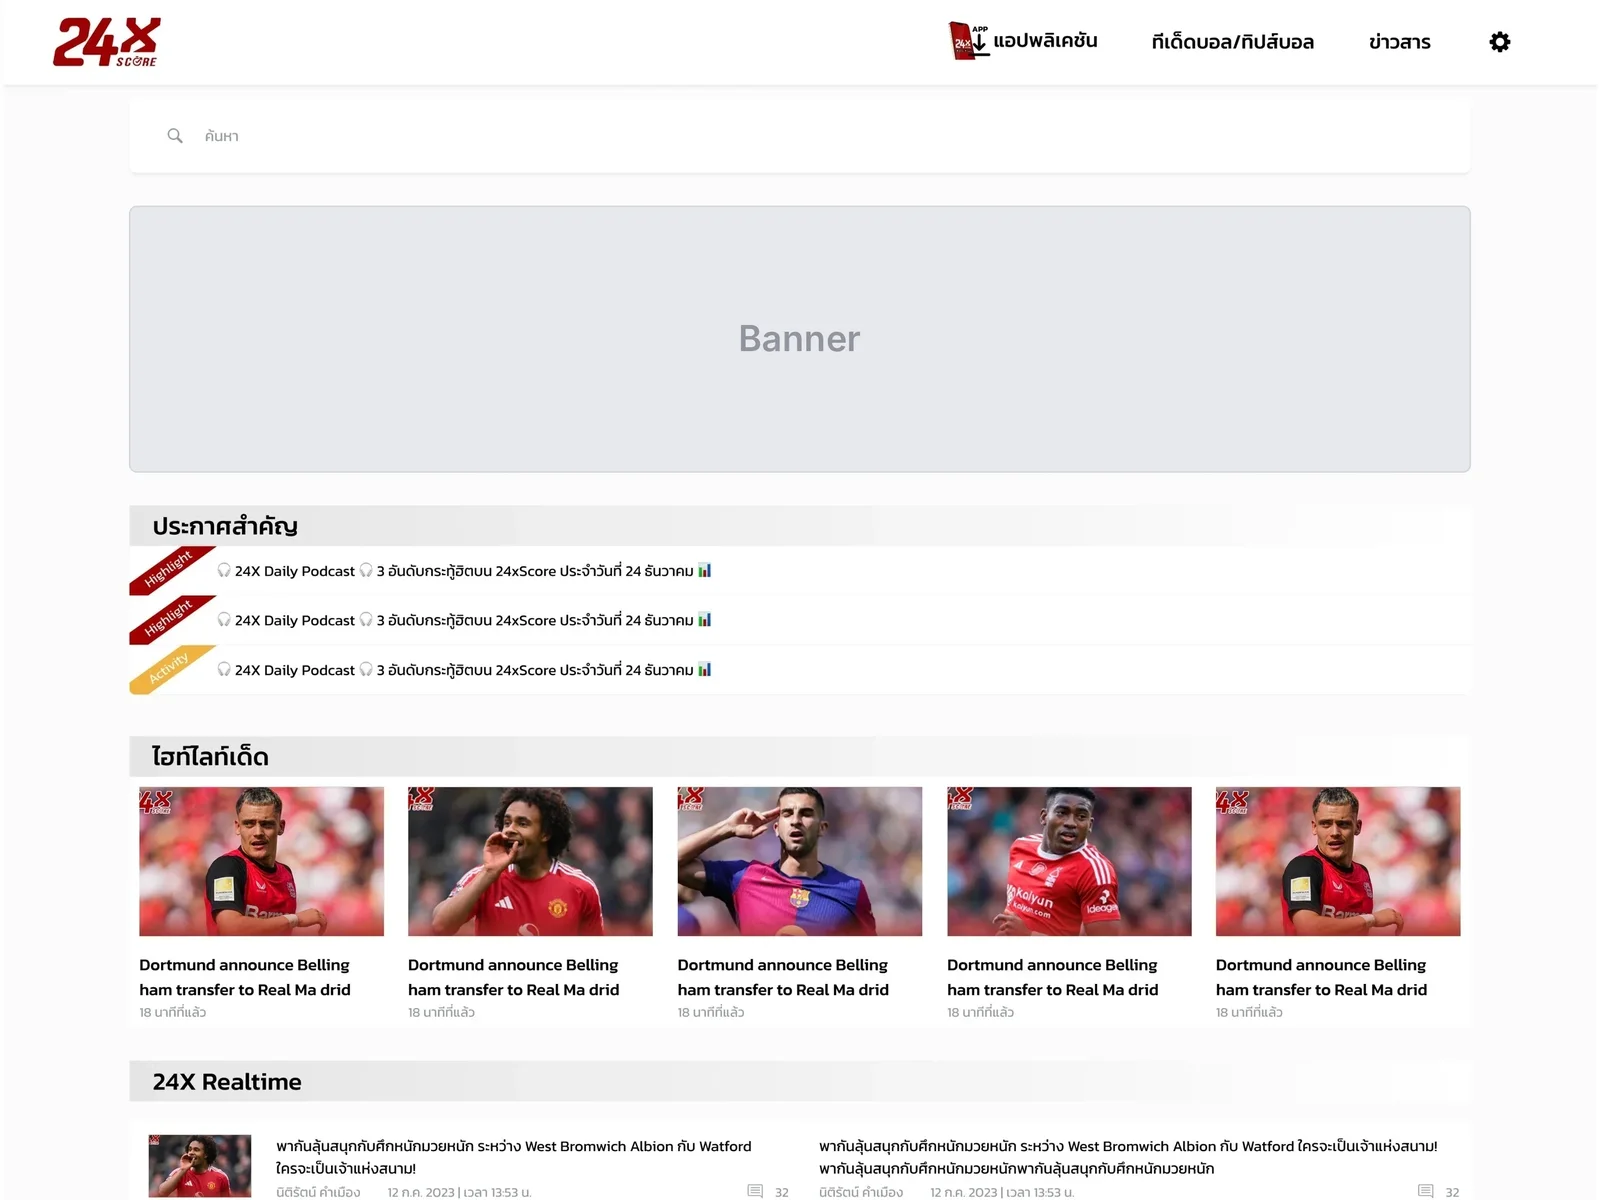 24X
SCORE
APP
24X
แอปพลิเคชัน
ทีเด็ดบอล/ทิปส์บอล
ข่าวสาร
ค้นหา
Banner
ประกาศสำคัญ
Highlight
24X Daily Podcast 3 อันดับกระทู้ฮิตบน 24xScore ประจำวันที่ 24 ธันวาคม
Highlight
24X Daily Podcast 3 อันดับกระทู้ฮิตบน 24xScore ประจำวันที่ 24 ธันวาคม
Activity
24X Daily Podcast 3 อันดับกระทู้ฮิตบน 24xScore ประจำวันที่ 24 ธันวาคม
ไฮท์ไลท์เด็ด
Dortmund announce Belling
ham transfer to Real Ma drid
18 นาทีที่แล้ว
Dortmund announce Belling
ham transfer to Real Ma drid
18 นาทีที่แล้ว
Dortmund announce Belling
ham transfer to Real Ma drid
18 นาทีที่แล้ว
Dortmund announce Belling
ham transfer to Real Ma drid
18 นาทีที่แล้ว
Dortmund announce Belling
ham transfer to Real Ma drid
18 นาทีที่แล้ว
24X Realtime
พากันลุ้นสนุกกับศึกหนักมวยหนัก ระหว่าง West Bromwich Albion กับ Watford
ใครจะเป็นเจ้าแห่งสนาม!
นิติรัตน์ คำเมือง 12 ก.ค. 2023 | เวลา 13:53 น. 32
พากันลุ้นสนุกกับศึกหนักมวยหนัก ระหว่าง West Bromwich Albion กับ Watford ใครจะเป็นเจ้าแห่งสนาม!
พากันลุ้นสนุกกับศึกหนักมวยหนักพากันลุ้นสนุกกับศึกหนักมวยหนัก
นิติรัตน์ คำเมือง 12 ก.ค. 2023 | เวลา 13:53 น. 32